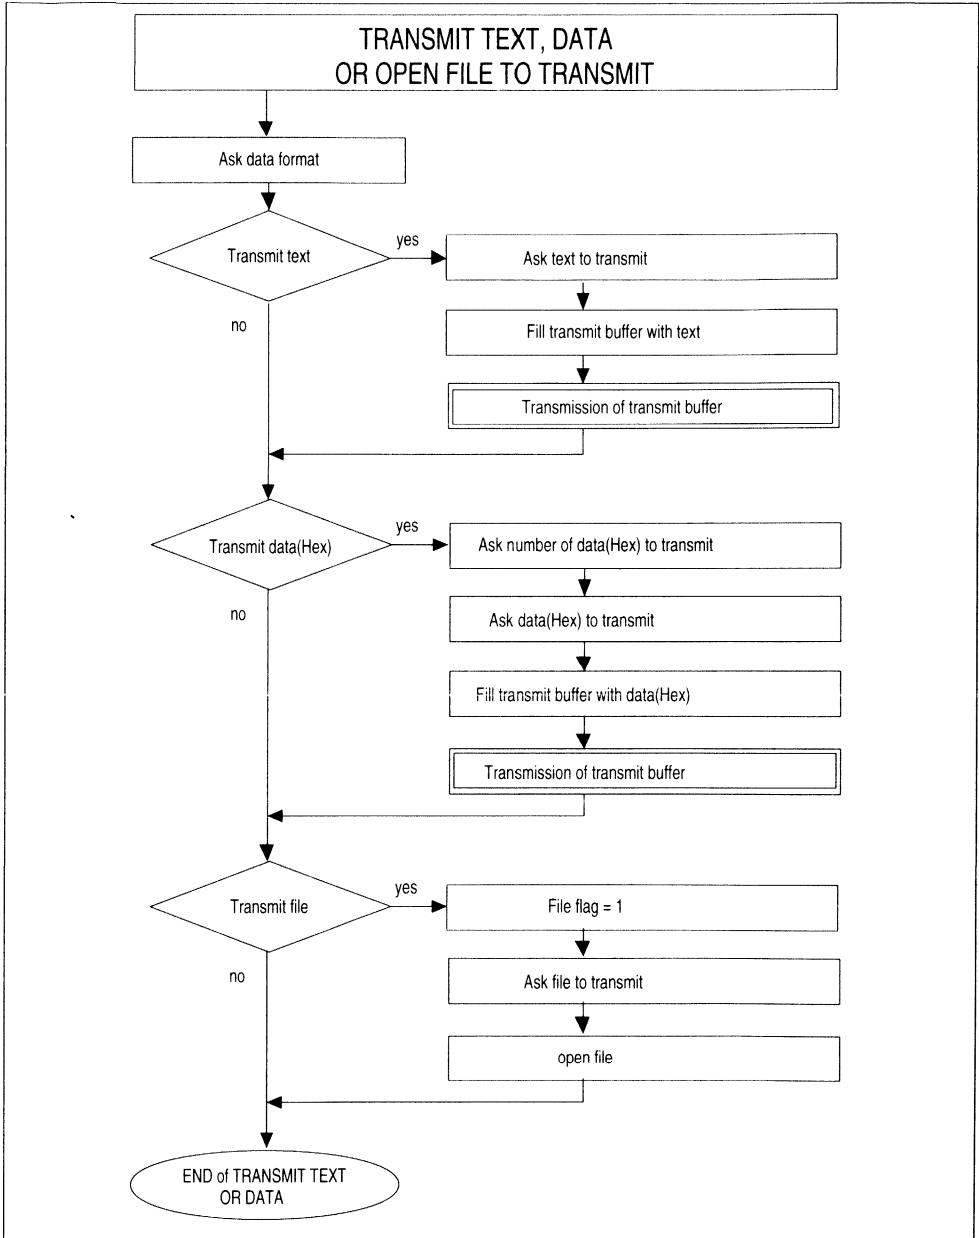 TRANSMIT TEXT, DATA
OR OPEN FILE TO TRANSMIT
Ask data format
Transmit text
yes
Ask text to transmit
no
Fill transmit buffer with text
Transmission of transmit buffer
Transmit data(Hex)
yes
Ask number of data(Hex) to transmit
no
Ask data(Hex) to transmit
Fill transmit buffer with data(Hex)
Transmission of transmit buffer
Transmit file
yes
File flag = 1
no
Ask file to transmit
open file
END of TRANSMIT TEXT
OR DATA